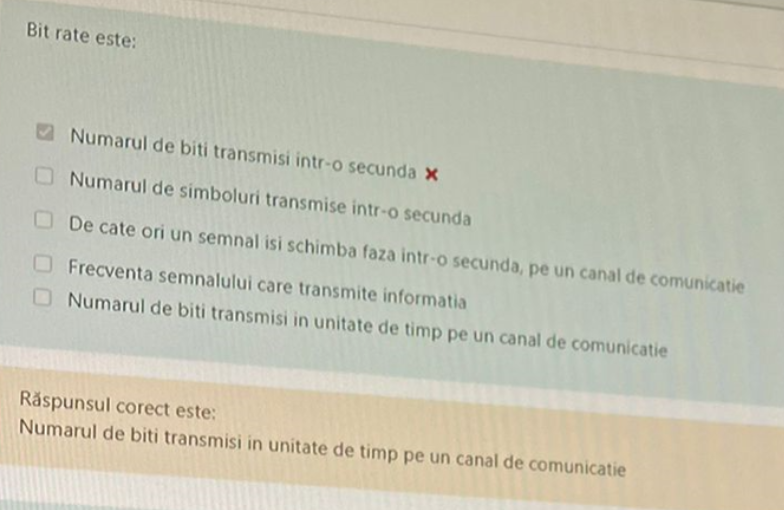 Bit rate este:
Numarul de biti transmisi intr-o secunda
Numarul de simboluri transmise intr-o secunda
De cate ori un semnal isi schimba faza intr-o secunda, pe un canal de comunicatie
Frecventa semnalului care transmite informatia
Numarul de biti transmisi in unitate de timp pe un canal de comunicatie
Răspunsul corect este:
Numarul de biti transmisi in unitate de timp pe un canal de comunicatie